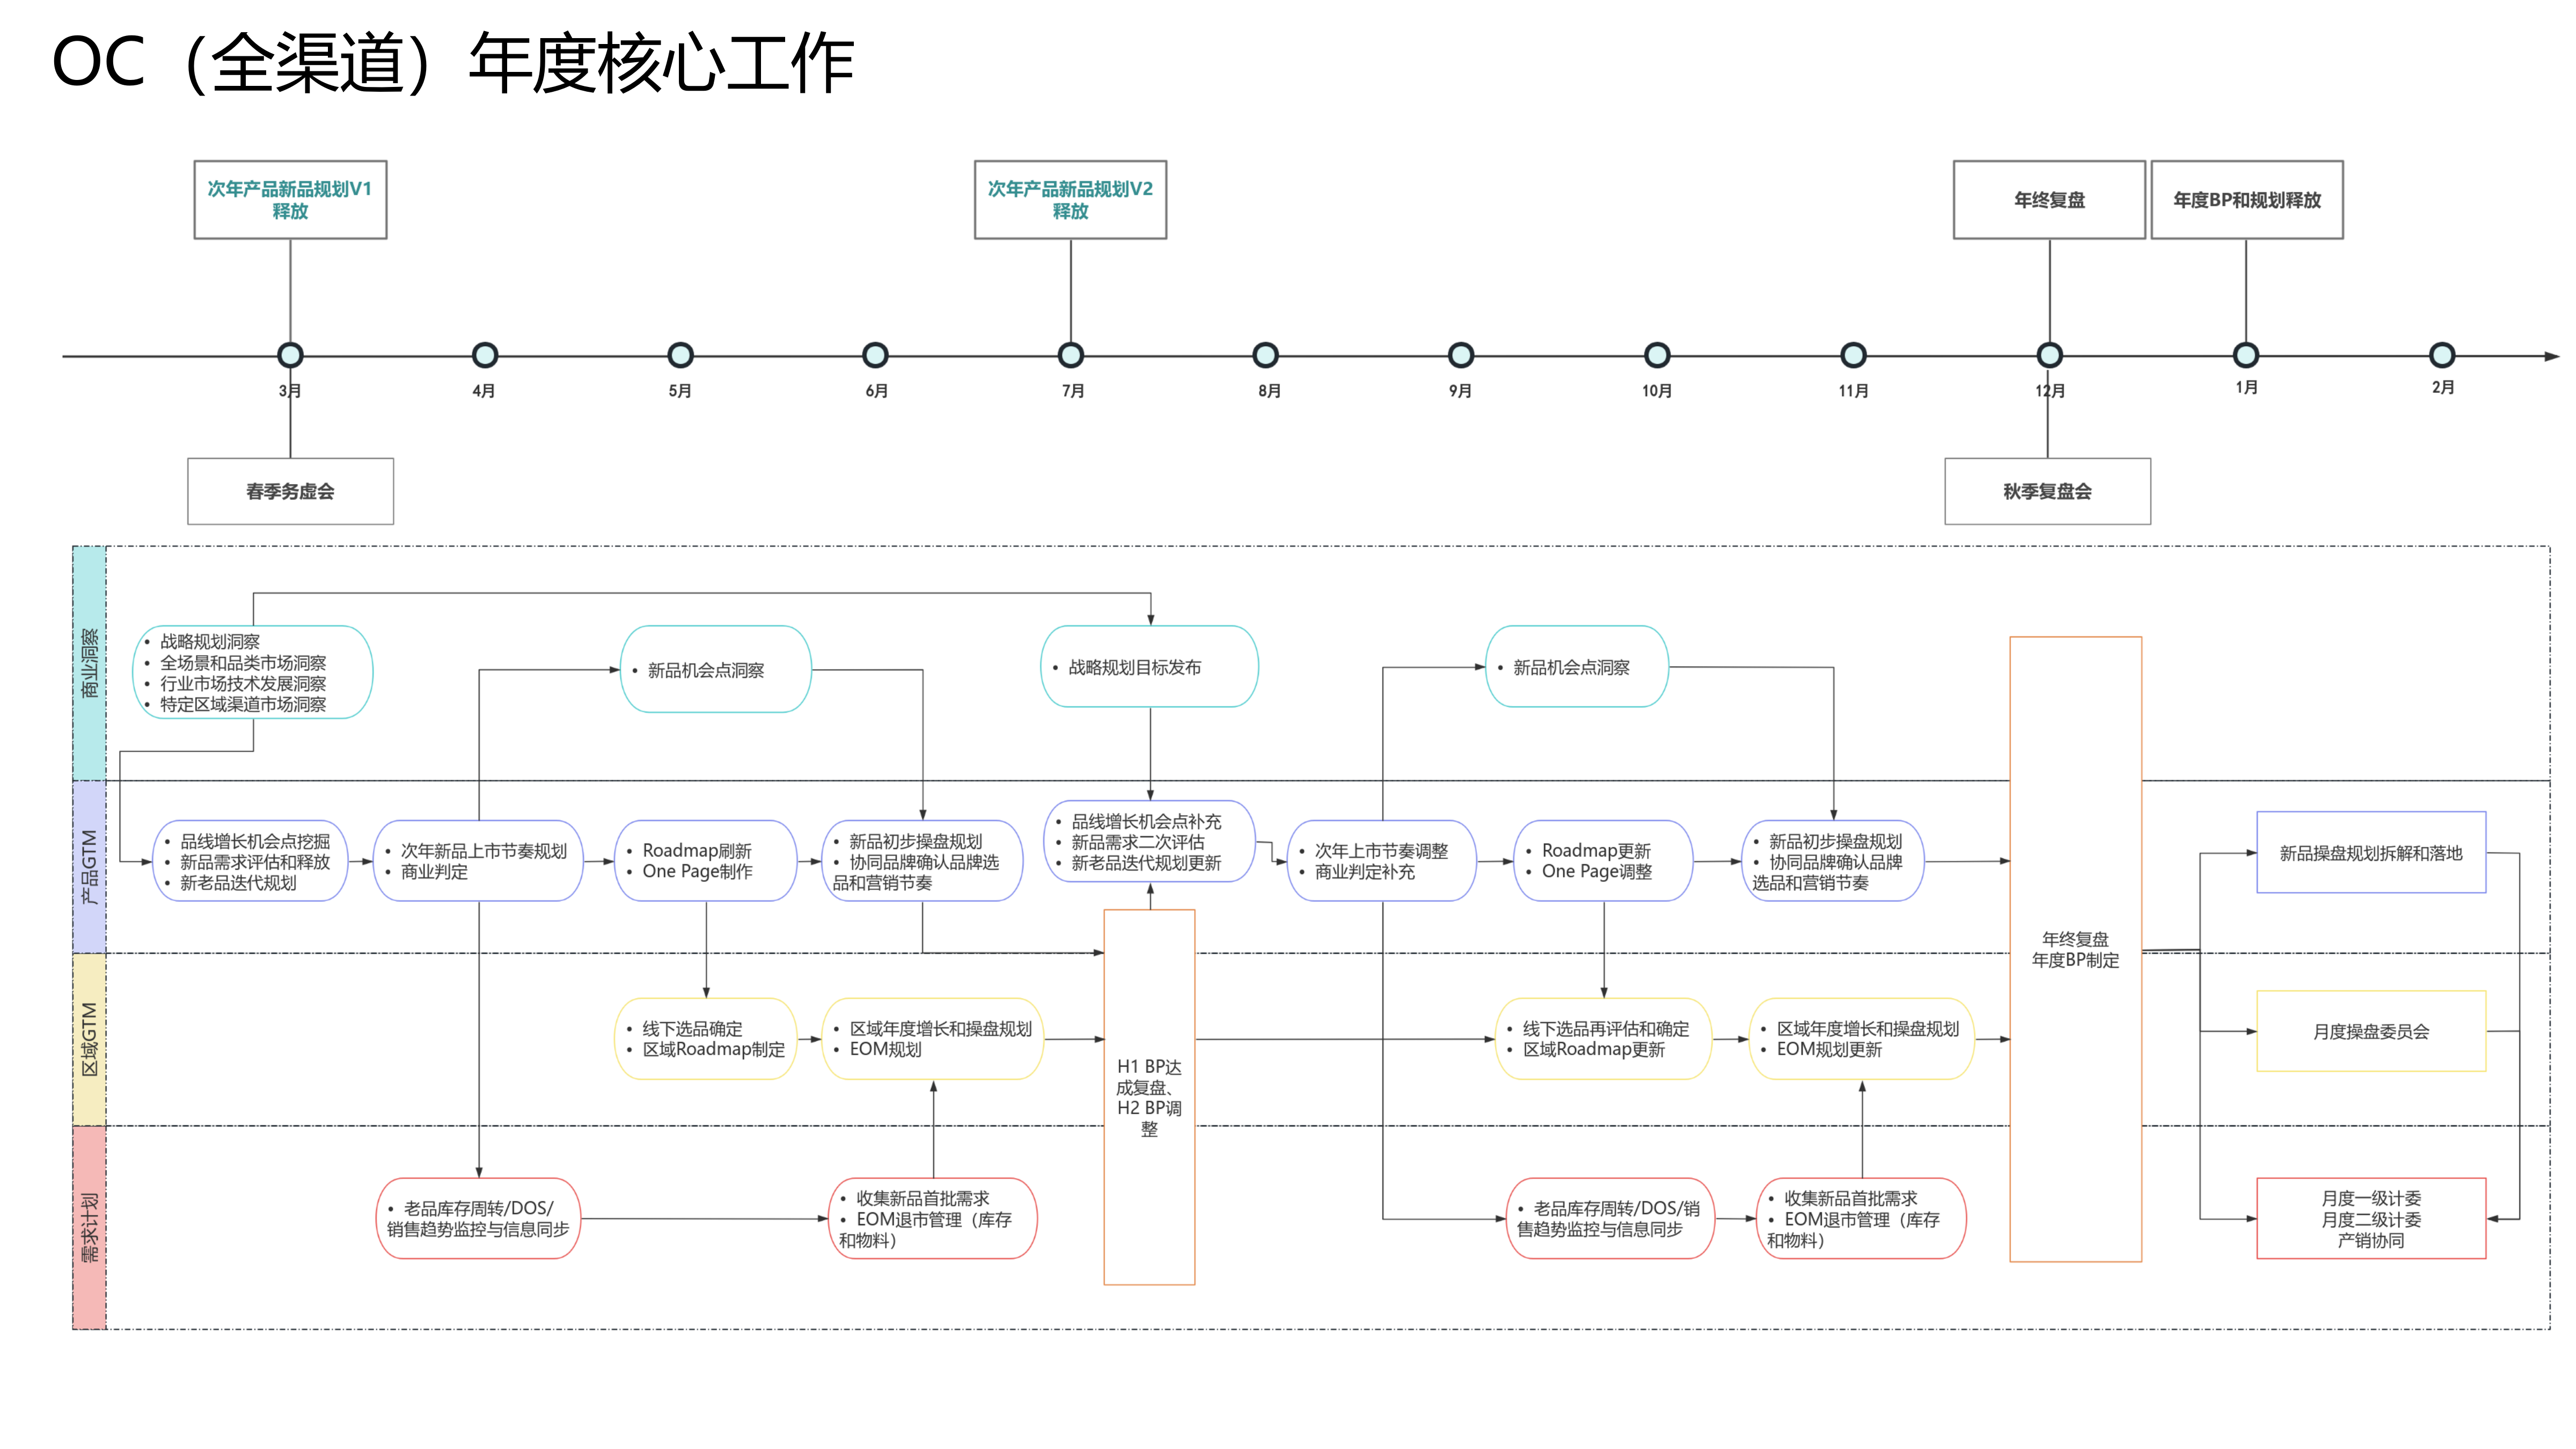 OC（全渠道）年度核心工作
次年产品新品规划V1
释放
次年产品新品规划V2
释放
年终复盘
年度BP和规划释放
3月
4月
5月
6月
7月
8月
9月
10月
11月
12月
1月
2月
春季务虚会
秋季复盘会
商业洞察
• 战略规划洞察
• 全场景和品类市场洞察
• 行业市场技术发展洞察
• 特定区域渠道市场洞察
• 新品机会点洞察
• 战略规划目标发布
• 新品机会点洞察
产品GTM
• 品线增长机会点挖掘
• 新品需求评估和释放
• 新老品迭代规划
• 次年新品上市节奏规划
• 商业判定
• Roadmap刷新
• One Page制作
• 新品初步操盘规划
• 协同品牌确认品牌选
品和营销节奏
• 品线增长机会点补充
• 新品需求二次评估
• 新老品迭代规划更新
• 次年上市节奏调整
• 商业判定补充
• Roadmap更新
• One Page调整
• 新品初步操盘规划
• 协同品牌确认品牌
选品和营销节奏
年终复盘
年度BP制定
新品操盘规划拆解和落地
区域GTM
• 线下选品确定
• 区域Roadmap制定
• 区域年度增长和操盘规划
• EOM规划
H1 BP达
成复盘、
H2 BP调
整
• 线下选品再评估和确定
• 区域Roadmap更新
• 区域年度增长和操盘规划
• EOM规划更新
月度操盘委员会
需求计划
• 老品库存周转/DOS/
销售趋势监控与信息同步
• 收集新品首批需求
• EOM退市管理（库存
和物料）
• 老品库存周转/DOS/销
售趋势监控与信息同步
• 收集新品首批需求
• EOM退市管理（库存
和物料）
月度一级计委
月度二级计委
产销协同